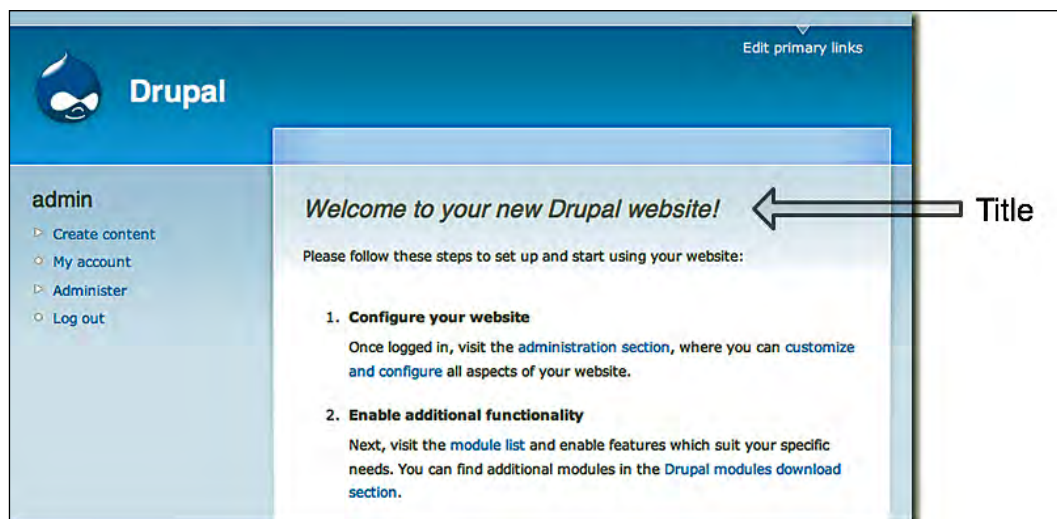 Edit primary links
Drupal
admin
Create content
My account
Administer
Log out
Welcome to your new Drupal website!
Title
Please follow these steps to set up and start using your website:
1. Configure your website
Once logged in, visit the administration section, where you can customize
and configure all aspects of your website.
2. Enable additional functionality
Next, visit the module list and enable features which suit your specific
needs. You can find additional modules in the Drupal modules download
section.